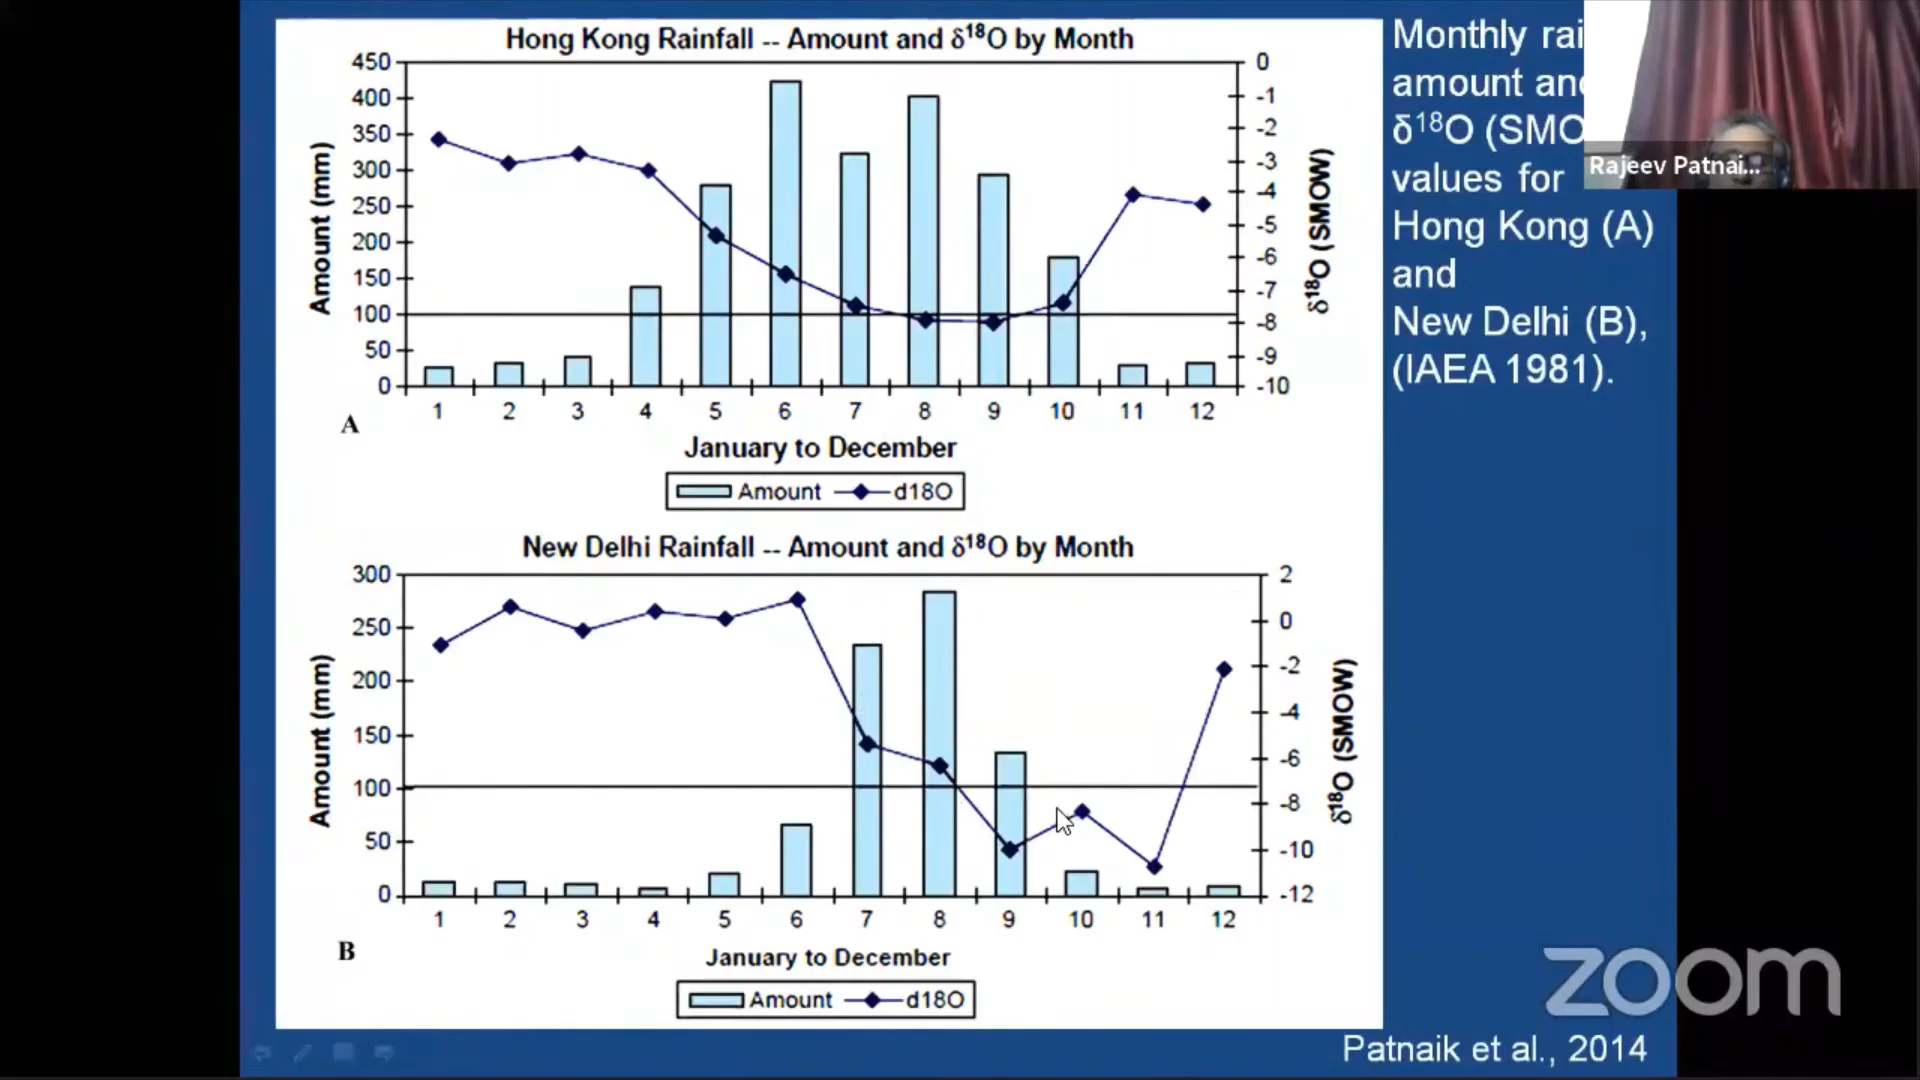 Hong Kong Rainfall -- Amount and δ¹⁸O by Month
450
400
350
300
250
200
150
100
50
0
Amount (mm)
0
-1
-2
-3
-4
-5
-6
-7
-8
-9
-10
δ¹⁸O (SMOW)
1 2 3 4 5 6 7 8 9 10 11 12
A
January to December
Amount d18O
New Delhi Rainfall -- Amount and δ¹⁸O by Month
300
250
200
150
100
50
0
Amount (mm)
2
0
-2
-4
-6
-8
-10
-12
δ¹⁸O (SMOW)
1 2 3 4 5 6 7 8 9 10 11 12
B
January to December
Amount d18O
Monthly rai
amount an
δ¹⁸O (SMO
values for
Hong Kong (A)
and
New Delhi (B),
(IAEA 1981).
Rajeev Patnai...
zoom
Patnaik et al., 2014